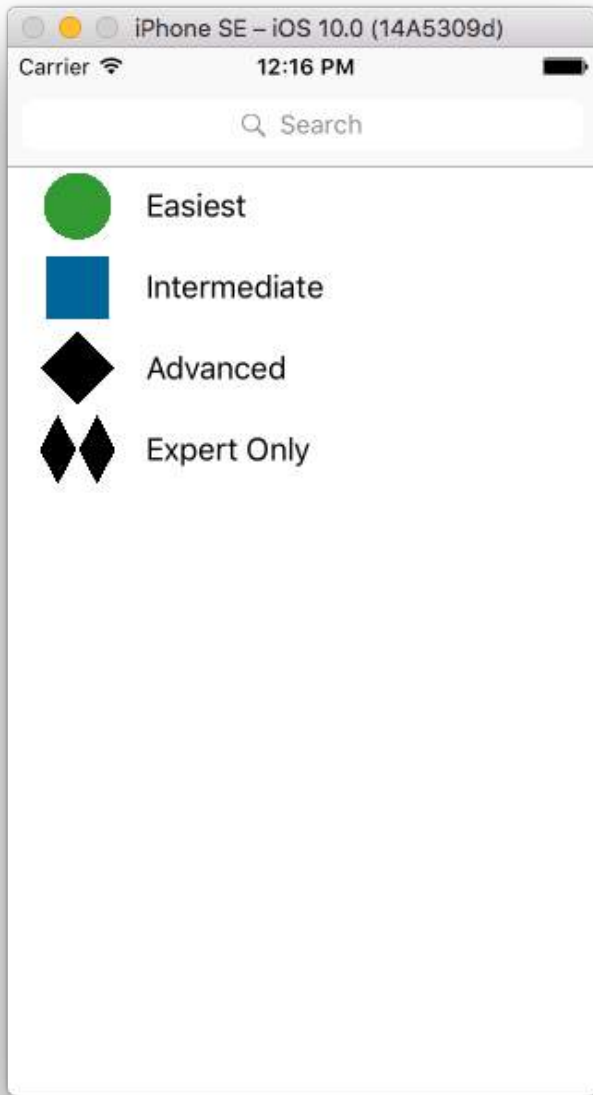 iPhone SE – iOS 10.0 (14A5309d)
Carrier 12:16 PM
Search
Easiest
Intermediate
Advanced
Expert Only